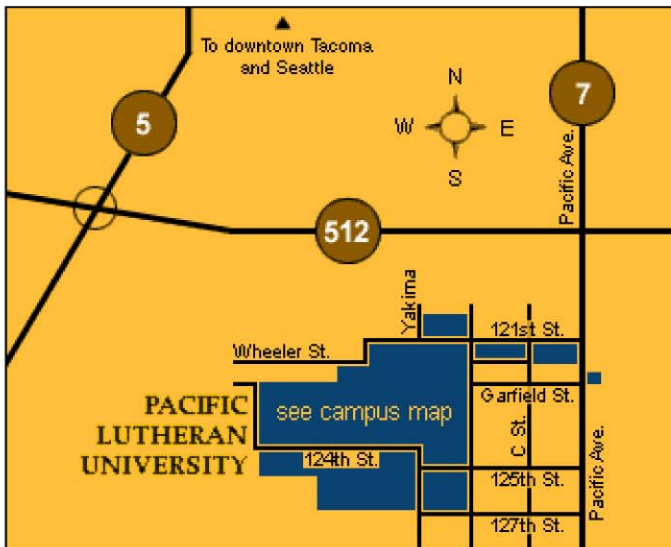 To downtown Tacoma
and Seattle
5
7
N
W E
S
Pacific Ave.
512
Yakima
121st St.
Wheeler St.
Garfield St.
see campus map
PACIFIC
LUTHERAN
UNIVERSITY
C St.
124th St.
125th St.
Pacific Ave.
127th St.